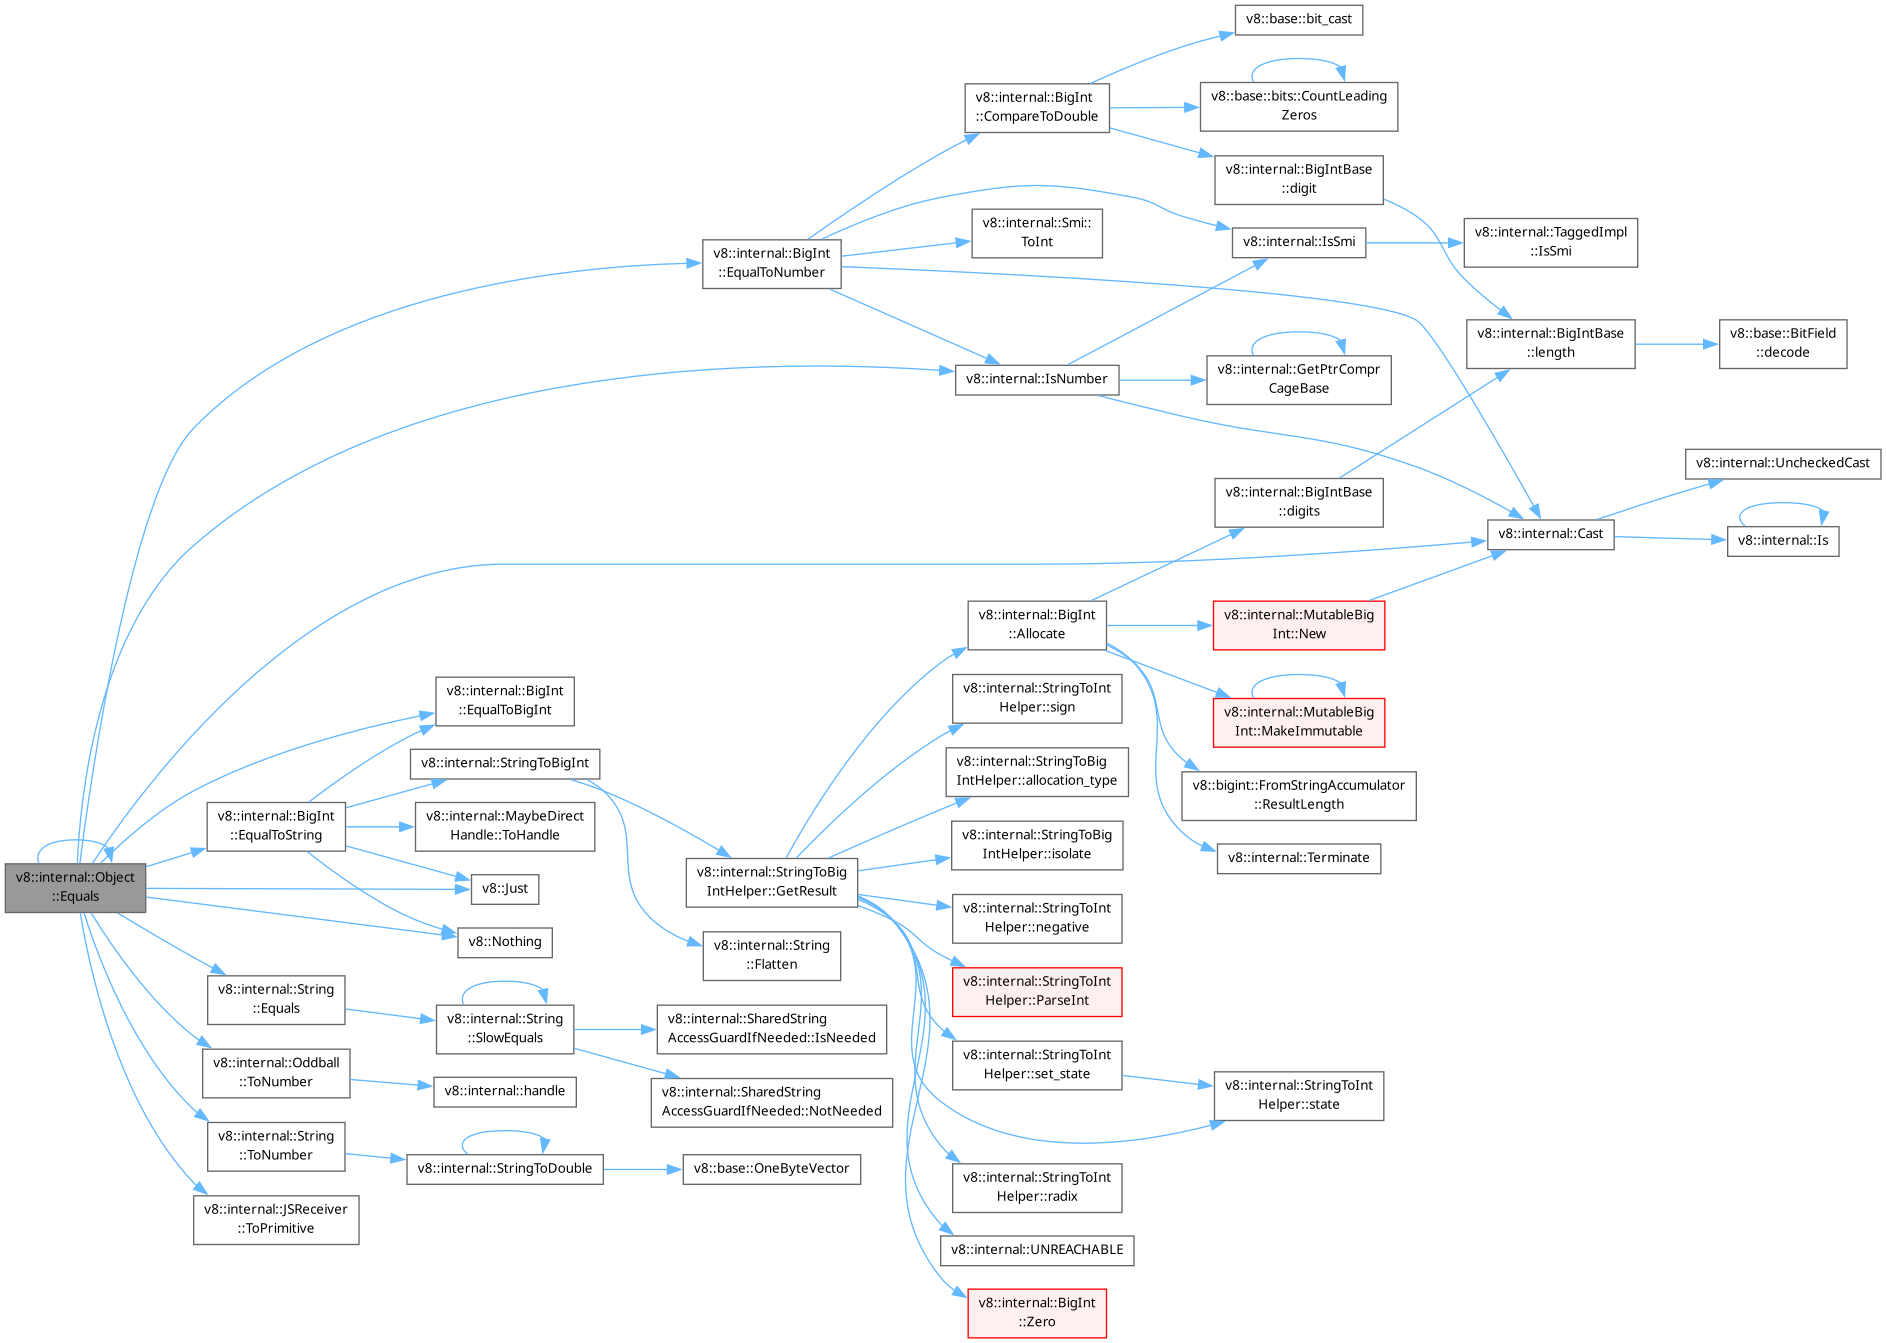 v8::internal::Object
::Equals
v8::internal::BigInt
::EqualToNumber
v8::internal::BigInt
::CompareToDouble
v8::base::bit_cast
v8::base::bits::CountLeading
Zeros
v8::internal::BigIntBase
::digit
v8::internal::Smi::
ToInt
v8::internal::IsSmi
v8::internal::TaggedImpl
::IsSmi
v8::internal::BigIntBase
::length
v8::base::BitField
::decode
v8::internal::IsNumber
v8::internal::GetPtrCompr
CageBase
v8::internal::UncheckedCast
v8::internal::BigIntBase
::digits
v8::internal::Cast
v8::internal::Is
v8::internal::BigInt
::Allocate
v8::internal::MutableBig
Int::New
v8::internal::BigInt
::EqualToBigInt
v8::internal::StringToInt
Helper::sign
v8::internal::MutableBig
Int::MakeImmutable
v8::internal::StringToBigInt
v8::internal::StringToBig
IntHelper::allocation_type
v8::bigint::FromStringAccumulator
::ResultLength
v8::internal::BigInt
::EqualToString
v8::internal::MaybeDirect
Handle::ToHandle
v8::internal::StringToBig
IntHelper::isolate
v8::internal::Terminate
v8::Just
v8::internal::StringToBig
IntHelper::GetResult
v8::internal::StringToInt
Helper::negative
v8::Nothing
v8::internal::String
::Flatten
v8::internal::StringToInt
Helper::ParseInt
v8::internal::String
::Equals
v8::internal::String
::SlowEquals
v8::internal::SharedString
AccessGuardIfNeeded::IsNeeded
v8::internal::StringToInt
Helper::set_state
v8::internal::StringToInt
Helper::state
v8::internal::Oddball
::ToNumber
v8::internal::handle
v8::internal::SharedString
AccessGuardIfNeeded::NotNeeded
v8::internal::String
::ToNumber
v8::internal::StringToDouble
v8::base::OneByteVector
v8::internal::StringToInt
Helper::radix
v8::internal::JSReceiver
::ToPrimitive
v8::internal::UNREACHABLE
v8::internal::BigInt
::Zero